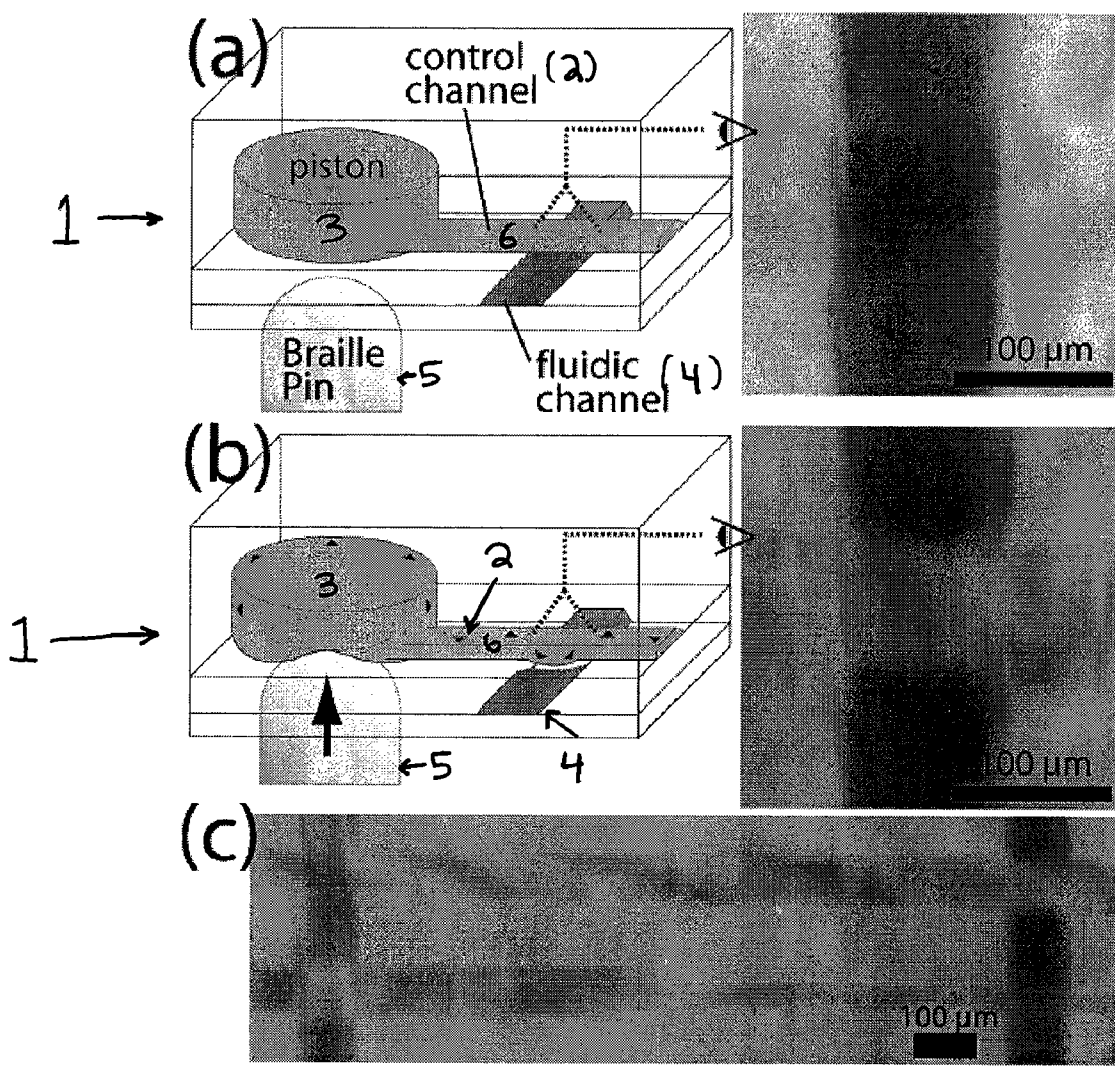 (a)
control (2)
channel
piston
1
3
6
100 µm
Braille
Pin
5
fluidic (4)
channel
(b)
2
3
6
1
100 µm
5
4
(c)
100 µm